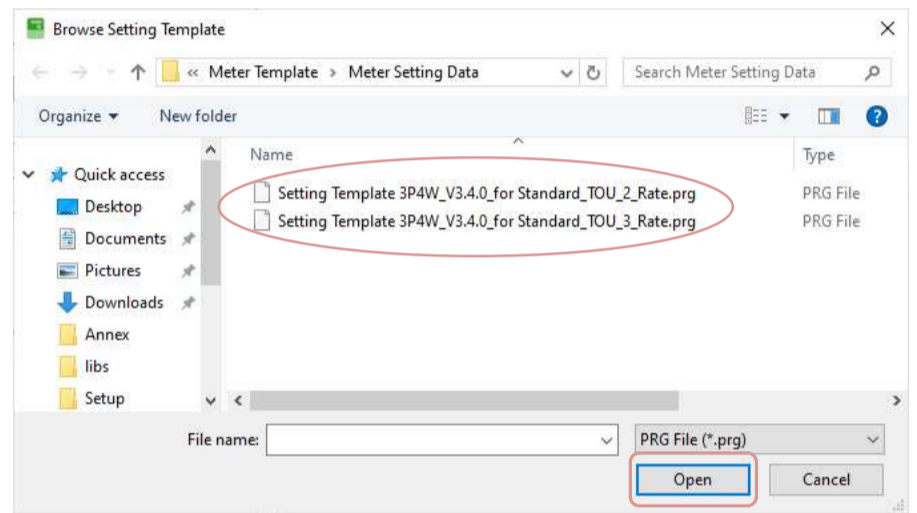 Browse Setting Template
« Meter Template > Meter Setting Data
Search Meter Setting Data
Organize
New folder
Name
Type
Quick access
Desktop
Documents
Pictures
Downloads
Annex
libs
Setup
Setting Template 3P4W_V3.4.0_for Standard_TOU_2_Rate.prg
PRG File
Setting Template 3P4W_V3.4.0_for Standard_TOU_3_Rate.prg
PRG File
File name:
PRG File (*.prg)
Open
Cancel